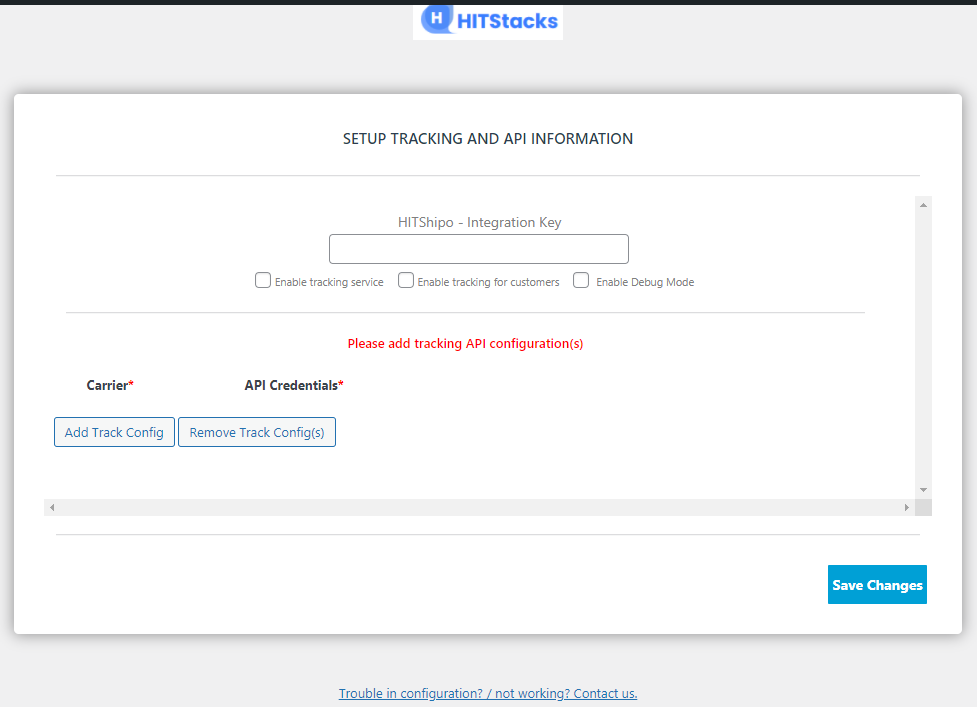 H HITStacks
SETUP TRACKING AND API INFORMATION
HITShipo - Integration Key
Enable tracking service Enable tracking for customers Enable Debug Mode
Please add tracking API configuration(s)
Carrier* API Credentials*
Add Track Config Remove Track Config(s)
Save Changes
Trouble in configuration? / not working? Contact us.